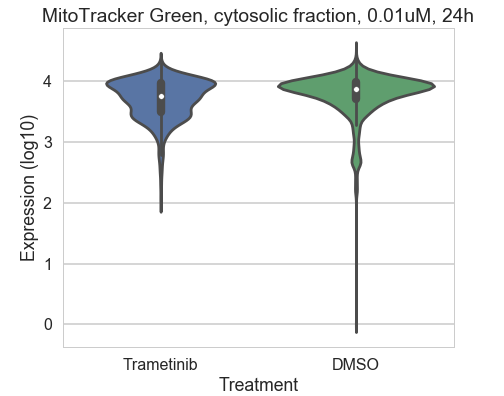 MitoTracker Green, cytosolic fraction, 0.01uM, 24h
Expression (log10)
4
3
2
1
0
Trametinib DMSO
Treatment